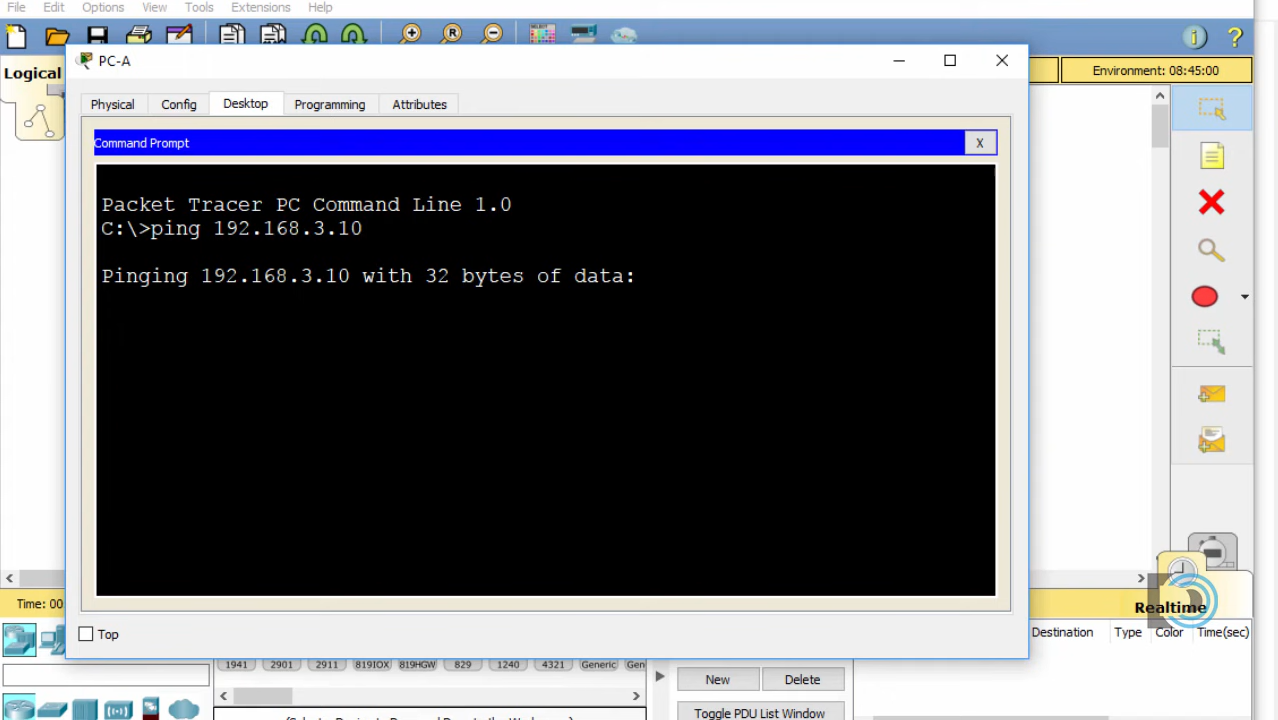 File Edit Options View Tools Extensions Help
PC-A
Logical
Environment: 08:45:00
Physical Config Desktop Programming Attributes
Command Prompt
X
Packet Tracer PC Command Line 1.0
C:\>ping 192.168.3.10
Pinging 192.168.3.10 with 32 bytes of data:
Time: 00
Realtime
Top
Destination Type Color Time(sec)
1941 2901 2911 819IOX 819HGW 829 1240 4321 Generic Gen
New Delete
Toggle PDU List Window